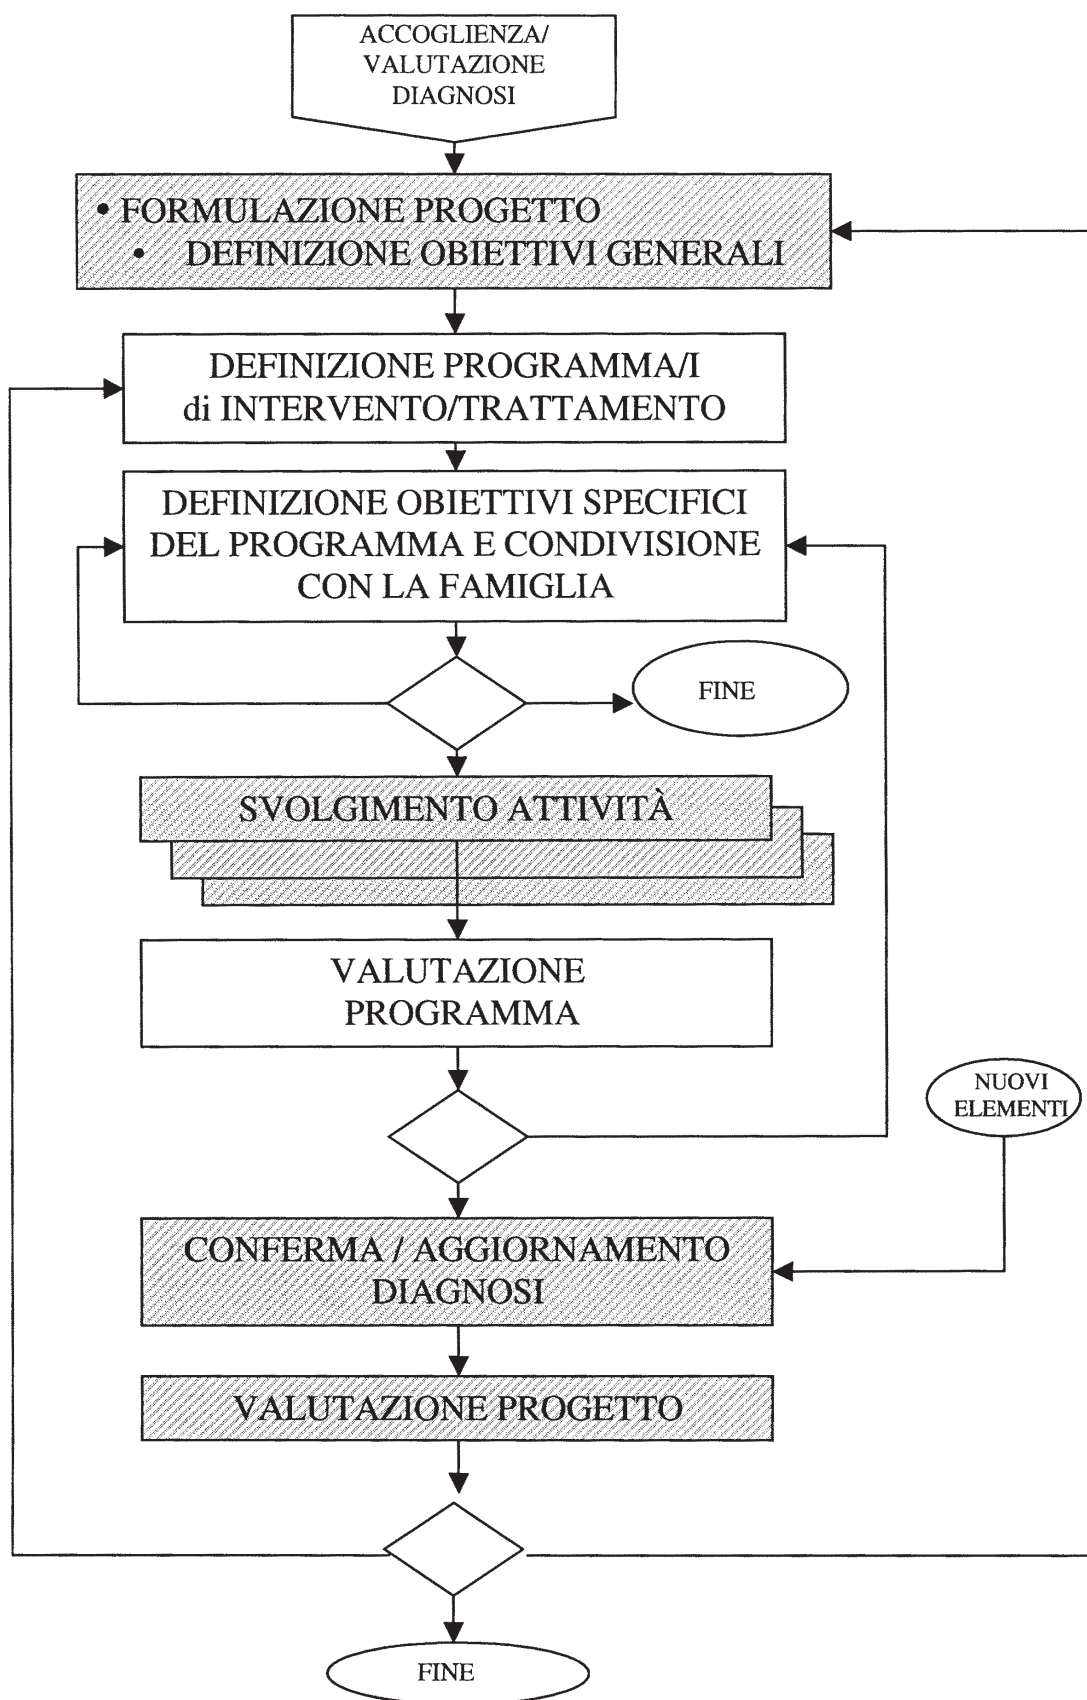 ACCOGLIENZA/
VALUTAZIONE
DIAGNOSI
• FORMULAZIONE PROGETTO
• DEFINIZIONE OBIETTIVI GENERALI
DEFINIZIONE PROGRAMMA/I
di INTERVENTO/TRATTAMENTO
DEFINIZIONE OBIETTIVI SPECIFICI
DEL PROGRAMMA E CONDIVISIONE
CON LA FAMIGLIA
FINE
SVOLGIMENTO ATTIVITÀ
VALUTAZIONE
PROGRAMMA
NUOVI
ELEMENTI
CONFERMA / AGGIORNAMENTO
DIAGNOSI
VALUTAZIONE PROGETTO
FINE